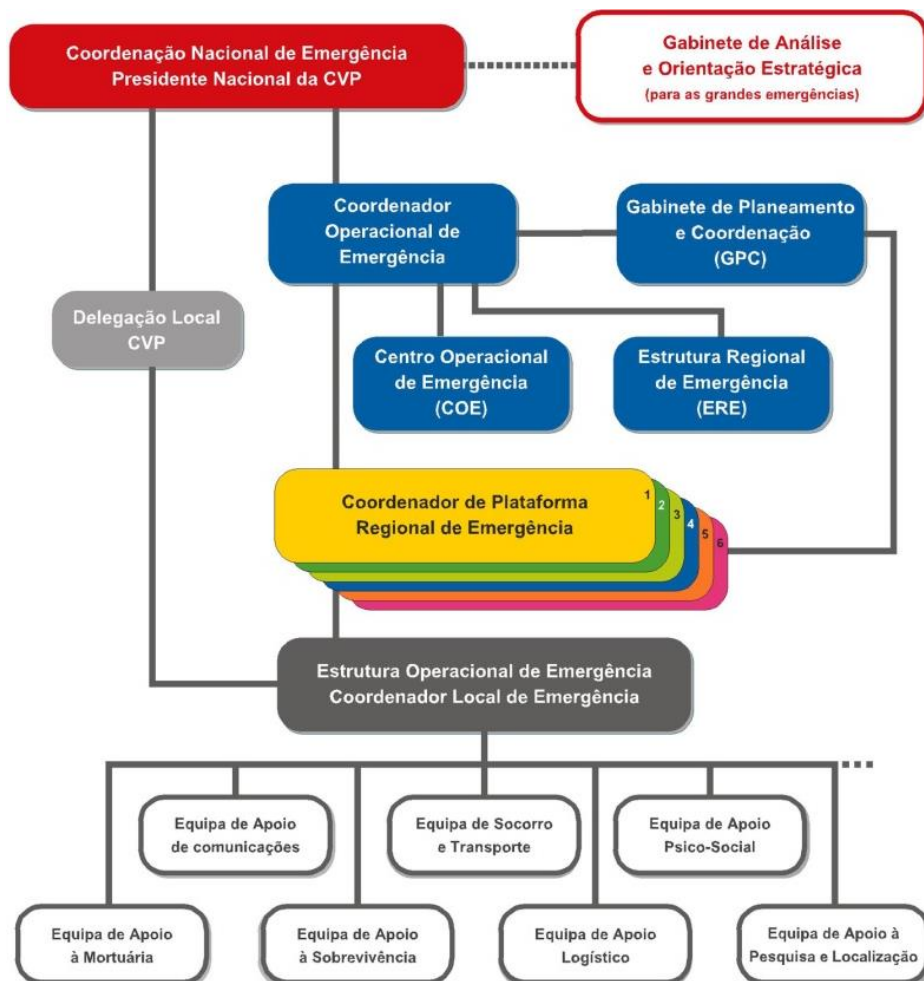 Coordenação Nacional de Emergência
Presidente Nacional da CVP
Gabinete de Análise
e Orientação Estratégica
(para as grandes emergências)
Coordenador
Operacional de
Emergência
Gabinete de Planeamento
e Coordenação
(GPC)
Delegação Local
CVP
Centro Operacional
de Emergência
(COE)
Estrutura Regional
de Emergência
(ERE)
Coordenador de Plataforma
Regional de Emergência
1
2
3
4
5
6
Estrutura Operacional de Emergência
Coordenador Local de Emergência
Equipa de Apoio
de comunicações
Equipa de Socorro
e Transporte
Equipa de Apoio
Psico-Social
Equipa de Apoio
à Mortuária
Equipa de Apoio
à Sobrevivência
Equipa de Apoio
Logístico
Equipa de Apoio à
Pesquisa e Localização